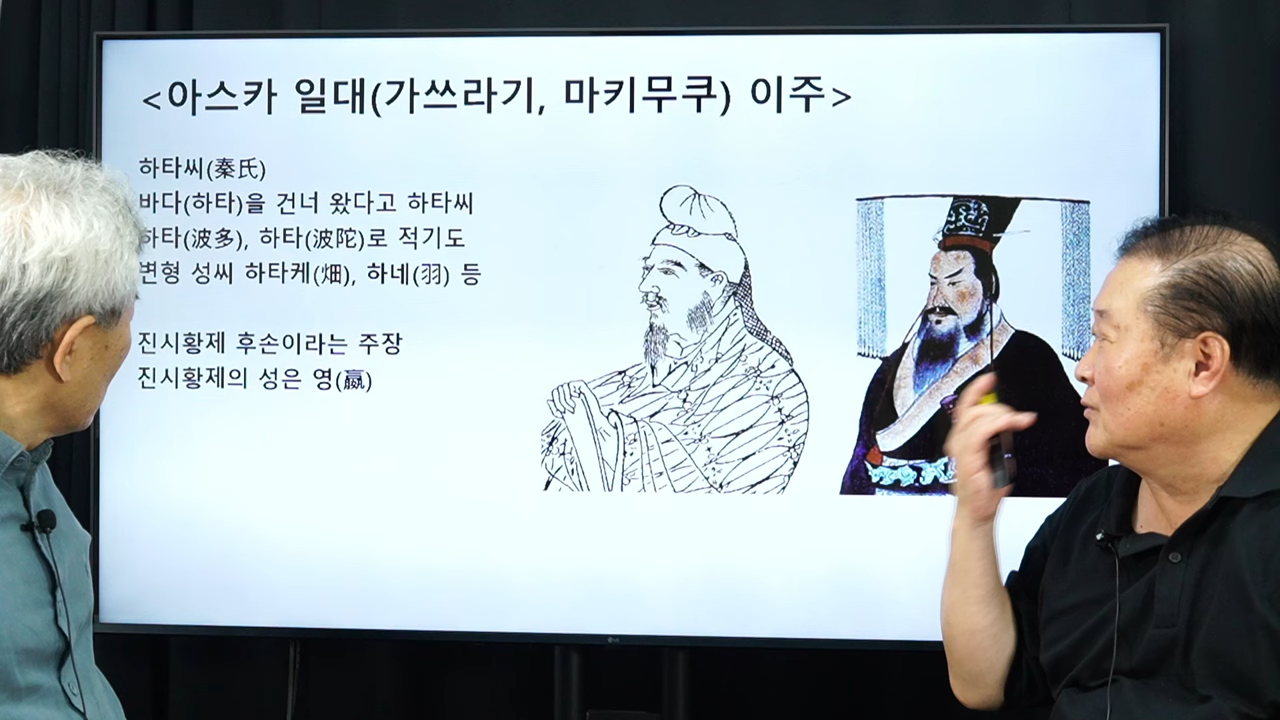 <아스카 일대(가쓰라기, 마키무쿠) 이주>
하타씨(秦氏)
바다(하타)을 건너 왔다고 하타씨
하타(波多), 하타(波陀)로 적기도
변형 성씨 하타케(畑), 하네(羽) 등
진시황제 후손이라는 주장
진시황제의 성은 영(嬴)
LG